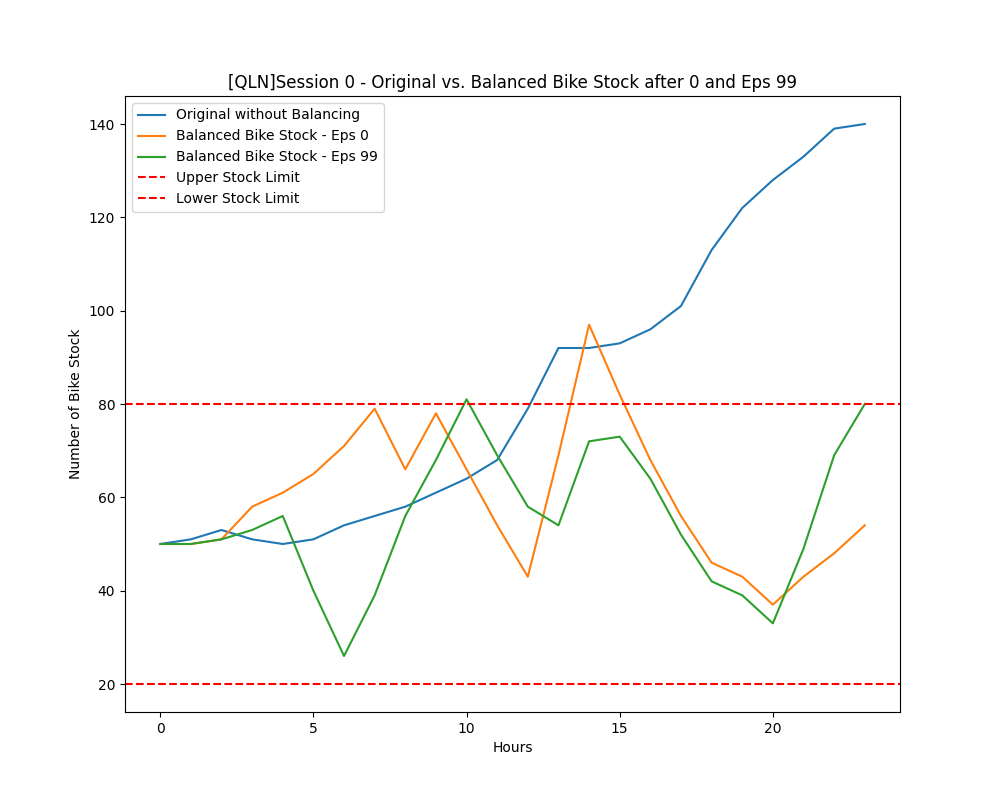 [QLN]Session 0 - Original vs. Balanced Bike Stock after 0 and Eps 99
Original without Balancing
Balanced Bike Stock - Eps 0
Balanced Bike Stock - Eps 99
Upper Stock Limit
Lower Stock Limit
Number of Bike Stock
140
120
100
80
60
40
20
0 5 10 15 20
Hours